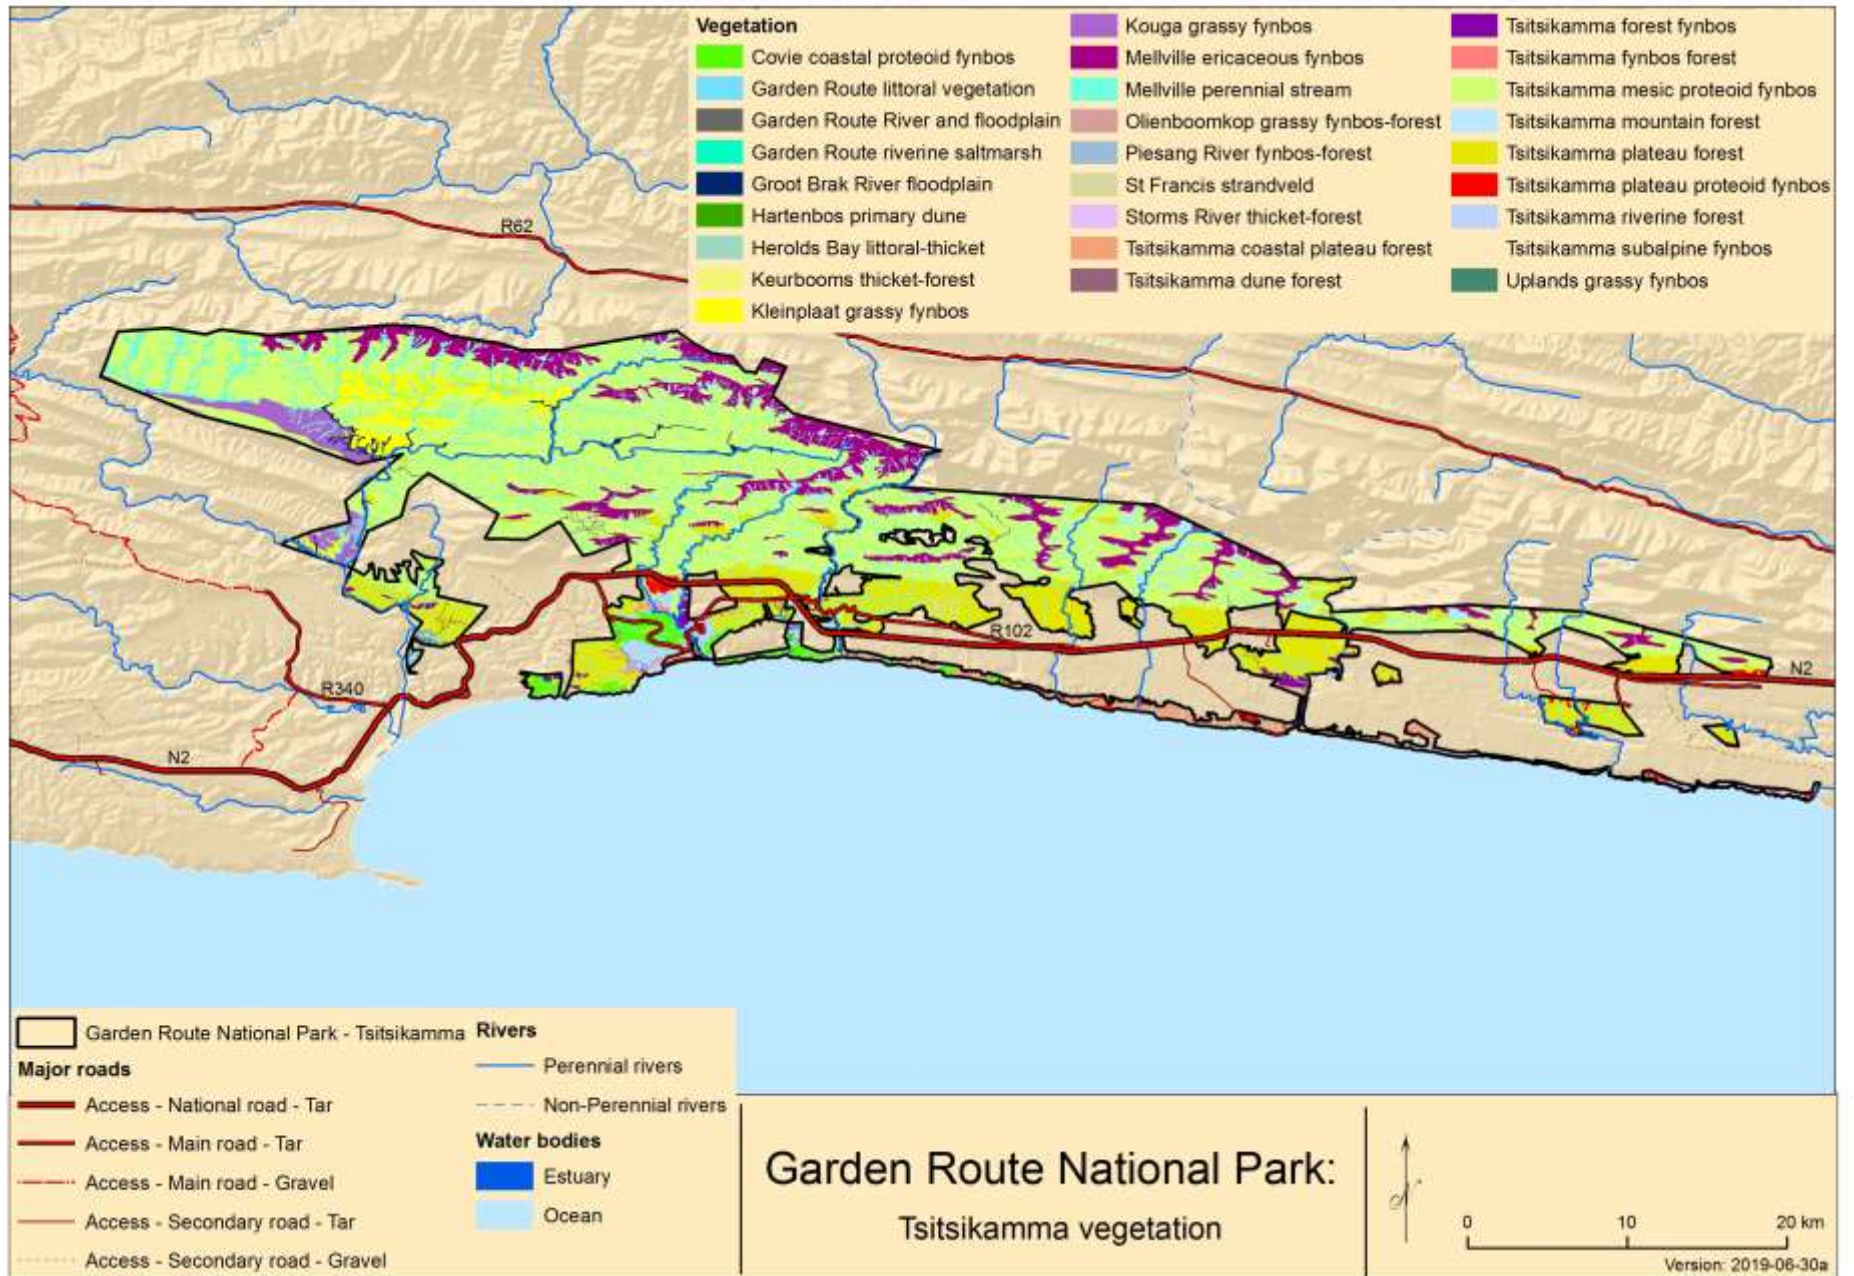 Vegetation
Covie coastal proteoid fynbos
Garden Route littoral vegetation
Garden Route River and floodplain
Garden Route riverine saltmarsh
Groot Brak River floodplain
Hartenbos primary dune
Herolds Bay littoral-thicket
Keurbooms thicket-forest
Kleinplaat grassy fynbos
Kouga grassy fynbos
Mellville ericaceous fynbos
Mellville perennial stream
Olienboomkop grassy fynbos-forest
Piesang River fynbos-forest
St Francis strandveld
Storms River thicket-forest
Tsitsikamma coastal plateau forest
Tsitsikamma dune forest
Tsitsikamma forest fynbos
Tsitsikamma fynbos forest
Tsitsikamma mesic proteoid fynbos
Tsitsikamma mountain forest
Tsitsikamma plateau forest
Tsitsikamma plateau proteoid fynbos
Tsitsikamma riverine forest
Tsitsikamma subalpine fynbos
Uplands grassy fynbos
R62
R102
N2
R340
N2
Garden Route National Park - Tsitsikamma
Major roads
Access - National road - Tar
Access - Main road - Tar
Access - Main road - Gravel
Access - Secondary road - Tar
Access - Secondary road - Gravel
Rivers
Perennial rivers
Non-Perennial rivers
Water bodies
Estuary
Ocean
Garden Route National Park:
Tsitsikamma vegetation
N
0 10 20 km
Version: 2019-06-30a